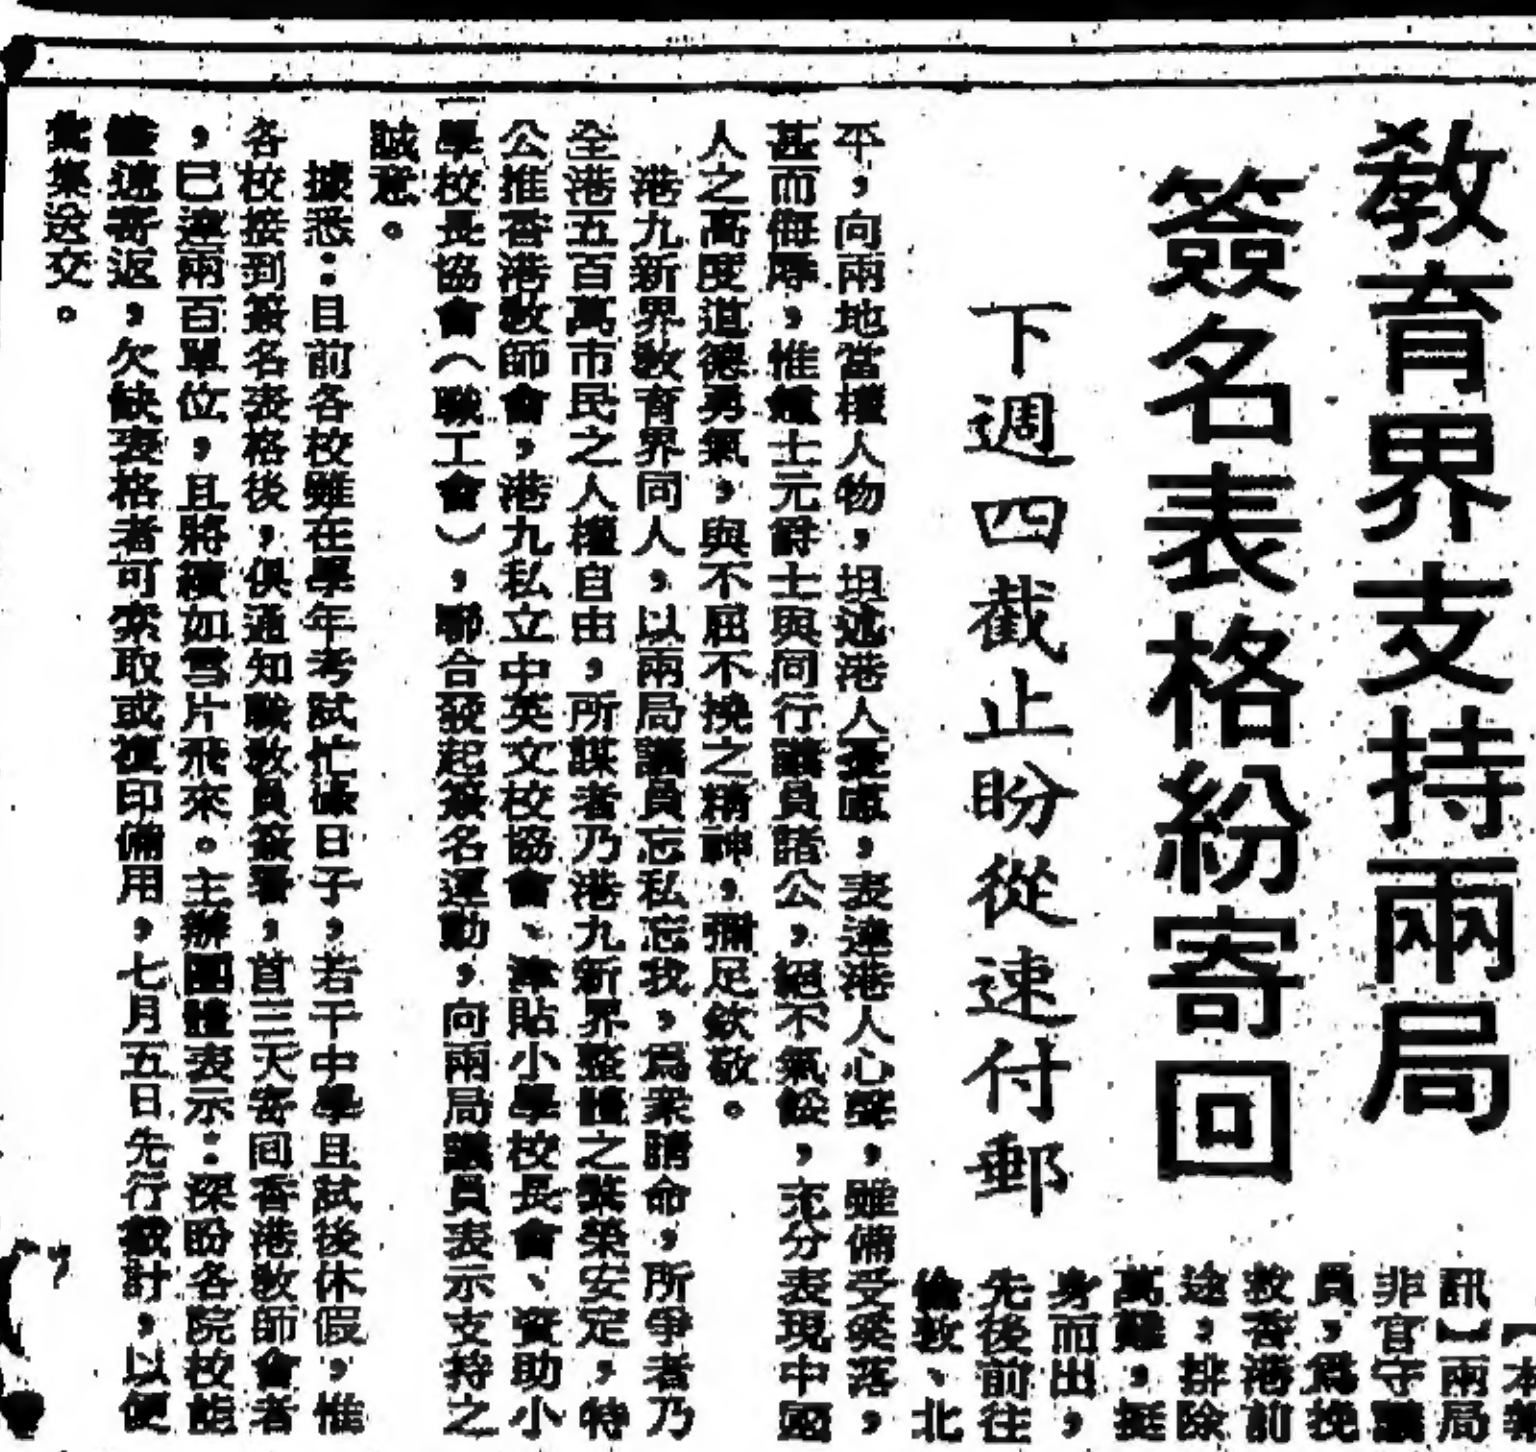 教育界支持兩局
簽名表格紛寄回
下週四截止盼從速付郵
【本報
訊】兩局
非官守議
員，爲挽
救香港前
途，排除
萬難，挺
身而出，
先後前往
倫敦、北
平，向兩地當權人物，坦述港人憂慮，表達港人心聲，雖備受奚落，
甚而侮辱，惟鍾士元爵士與同行議員諸公，絕不氣餒，充分表現中國
人之高度道德勇氣，與不屈不撓之精神，彌足欽敬。
港九新界敎育界同人，以兩局議員忘私忘我，爲衆請命，所爭者乃
全港五百萬市民之人權自由，所謀者乃港九新界整體之繁榮安定，特
公推香港敎師會，港九私立中英文校協會、津貼小學校長會、資助小
學校長協會（職工會），聯合發起簽名運動，向兩局議員表示支持之
誠意。
據悉：目前各校雖在學年考試忙碌日子，若干中學且試後休假，惟
各校接到簽名表格後，俱通知職敎員簽署，首三天寄回香港敎師會者
，已達兩百單位，且將續如雪片飛來。主辦團體表示：深盼各院校能
儘速寄返，欠缺表格者可索取或複印備用，七月五日先行截計，以便
彙集送交。